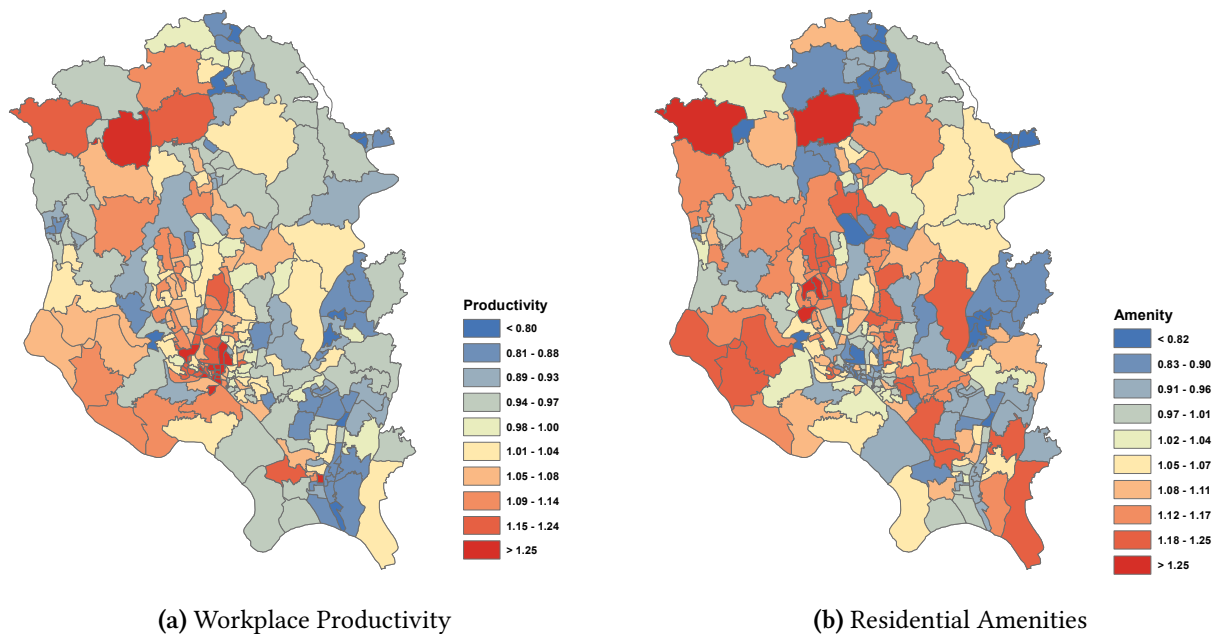 Productivity
< 0.80
0.81 - 0.88
0.89 - 0.93
0.94 - 0.97
0.98 - 1.00
1.01 - 1.04
1.05 - 1.08
1.09 - 1.14
1.15 - 1.24
> 1.25
(a) Workplace Productivity
Amenity
< 0.82
0.83 - 0.90
0.91 - 0.96
0.97 - 1.01
1.02 - 1.04
1.05 - 1.07
1.08 - 1.11
1.12 - 1.17
1.18 - 1.25
> 1.25
(b) Residential Amenities